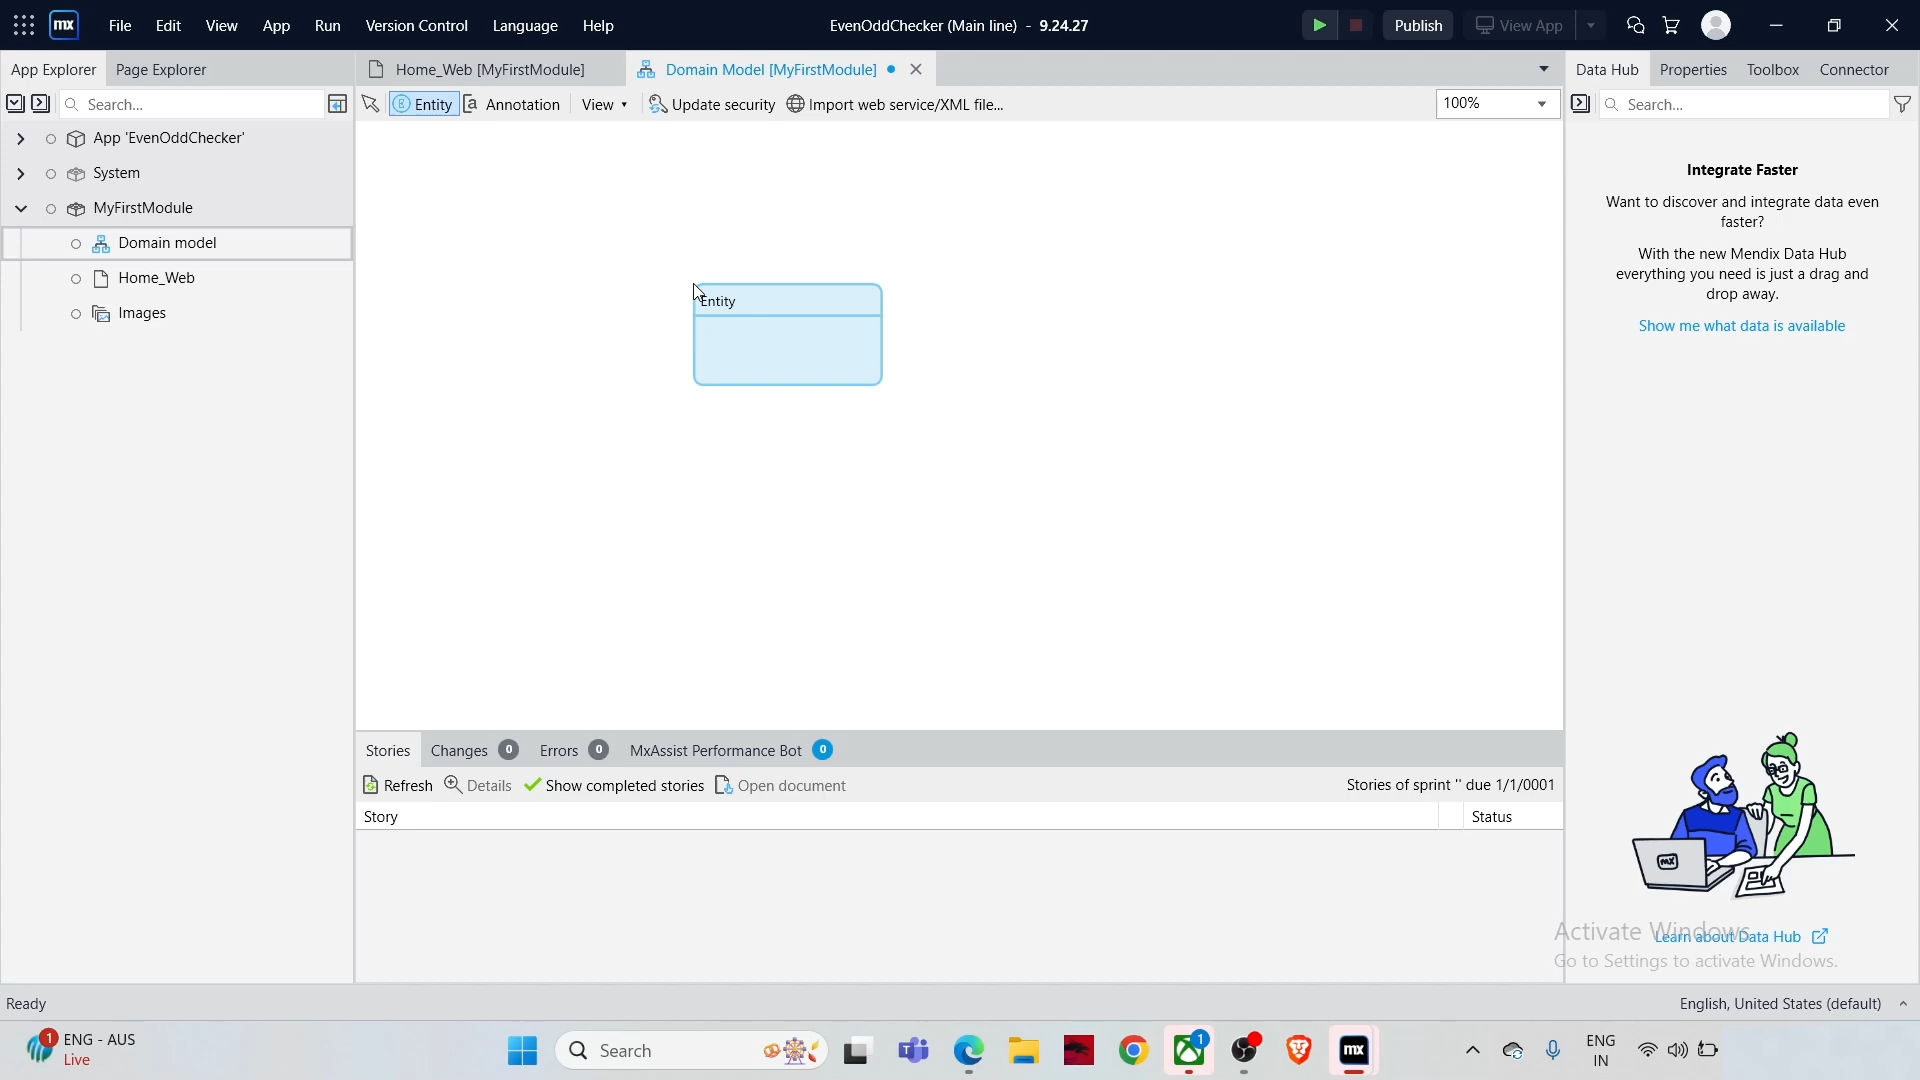 mx File Edit View App Run Version Control Language Help EvenOddChecker (Main line) - 9.24.27 Publish View App
App Explorer Page Explorer Home_Web [MyFirstModule] Domain Model [MyFirstModule] Data Hub Properties Toolbox Connector
Search... Entity Annotation View Update security Import web service/XML file... 100% Search...
App 'EvenOddChecker'
System
MyFirstModule
Domain model
Home_Web
Images
Entity
Integrate Faster
Want to discover and integrate data even
faster?
With the new Mendix Data Hub
everything you need is just a drag and
drop away.
Show me what data is available
mx
Learn about Data Hub
Activate Windows
Go to Settings to activate Windows.
Stories Changes 0 Errors 0 MxAssist Performance Bot 0
Refresh Details Show completed stories Open document Stories of sprint '' due 1/1/0001
Story Status
Ready English, United States (default)
1 ENG - AUS
Live
Search
1
mx
ENG
IN